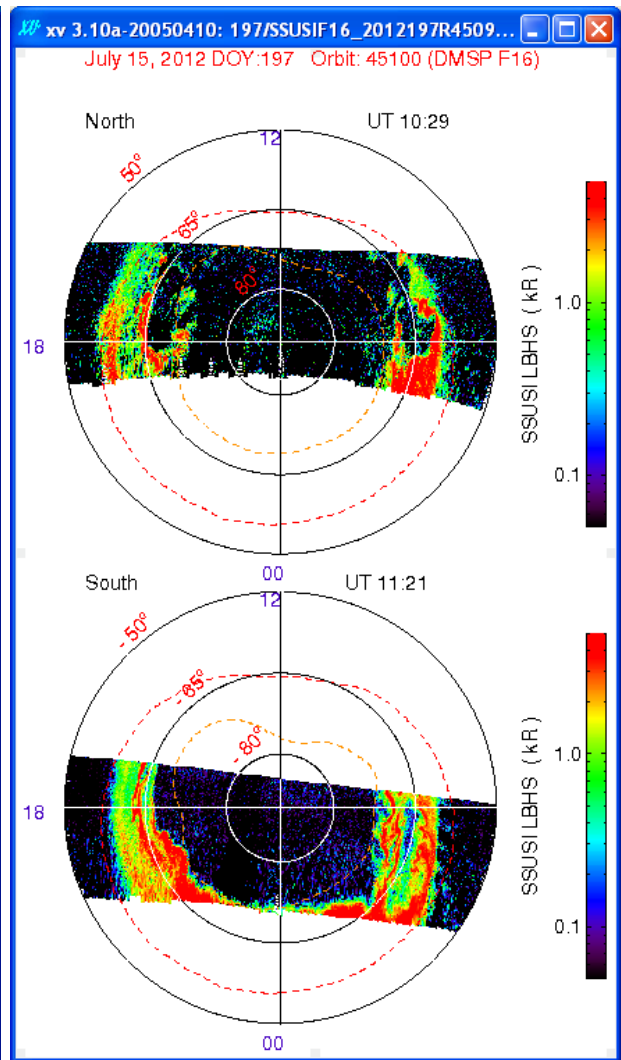 xv 3.10a-20050410: 197/SSUSIF16_2012197R4509...
July 15, 2012 DOY:197 Orbit: 45100 (DMSP F16)
North
UT 10:29
12
50°
65°
80°
18
00
1.0
0.1
SSUSI LBHS (kR)
South
UT 11:21
12
-50°
-65°
-80°
18
00
1.0
0.1
SSUSI LBHS (kR)